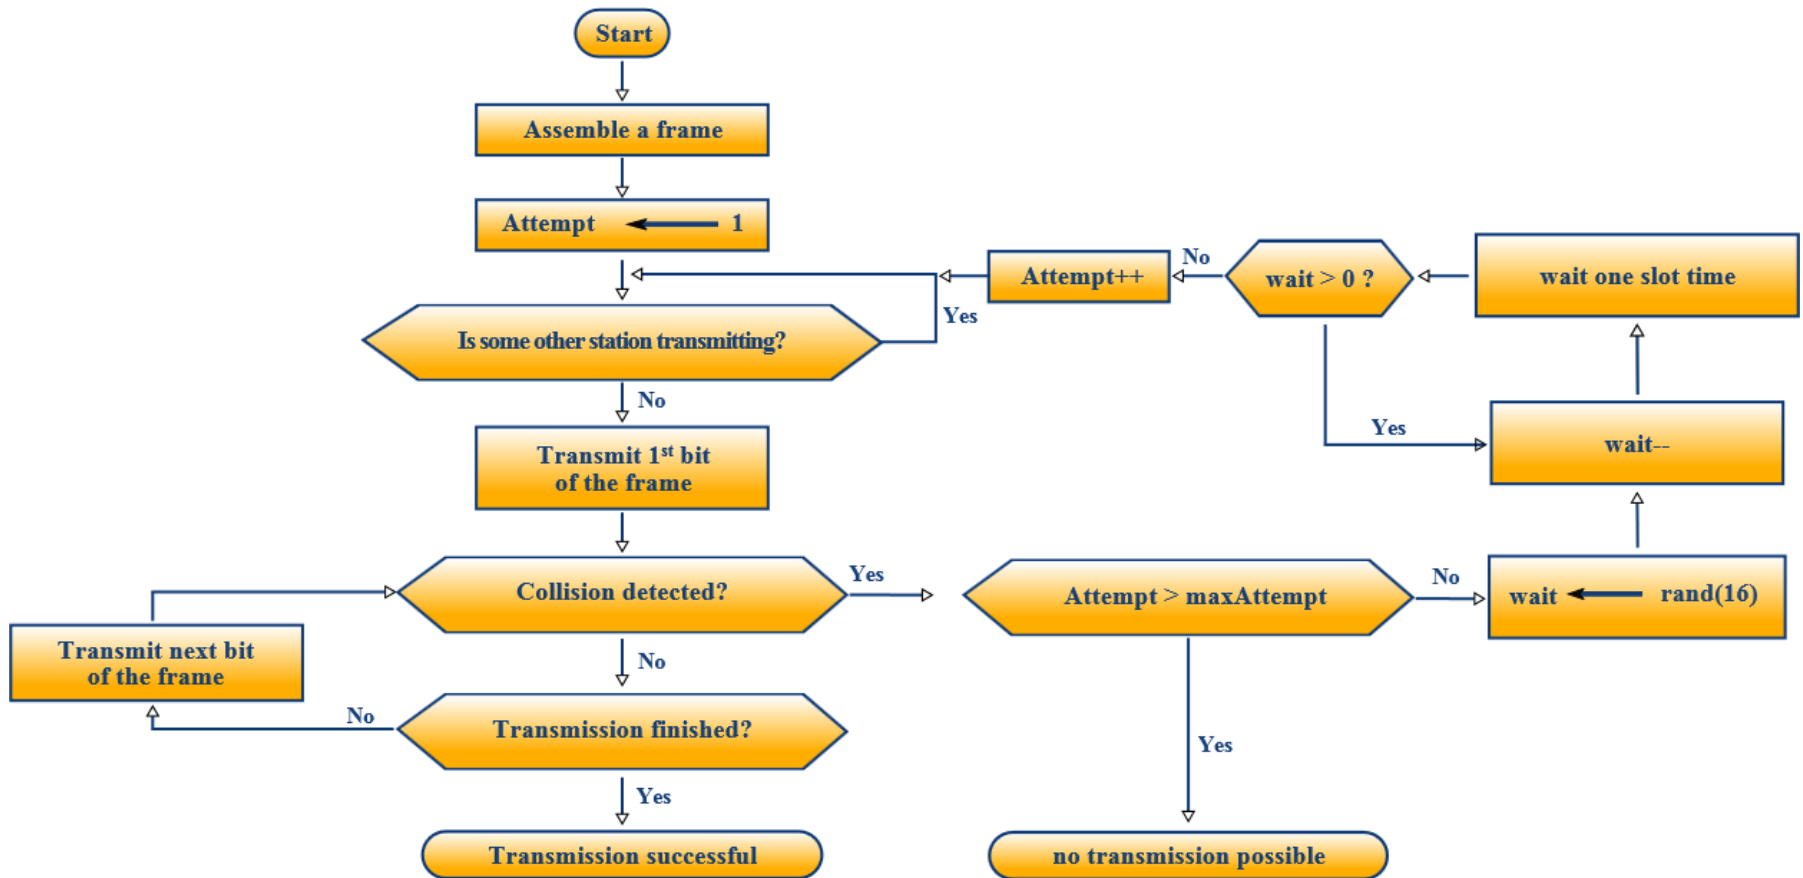 Start
Assemble a frame
Attempt 1
Is some other station transmitting?
Yes
No
Transmit 1st bit
of the frame
Collision detected?
Yes
No
Transmit next bit
of the frame
Transmission finished?
No
Yes
Transmission successful
Attempt > maxAttempt
No
Yes
no transmission possible
wait rand(16)
wait--
wait one slot time
wait > 0 ?
Yes
No
Attempt++